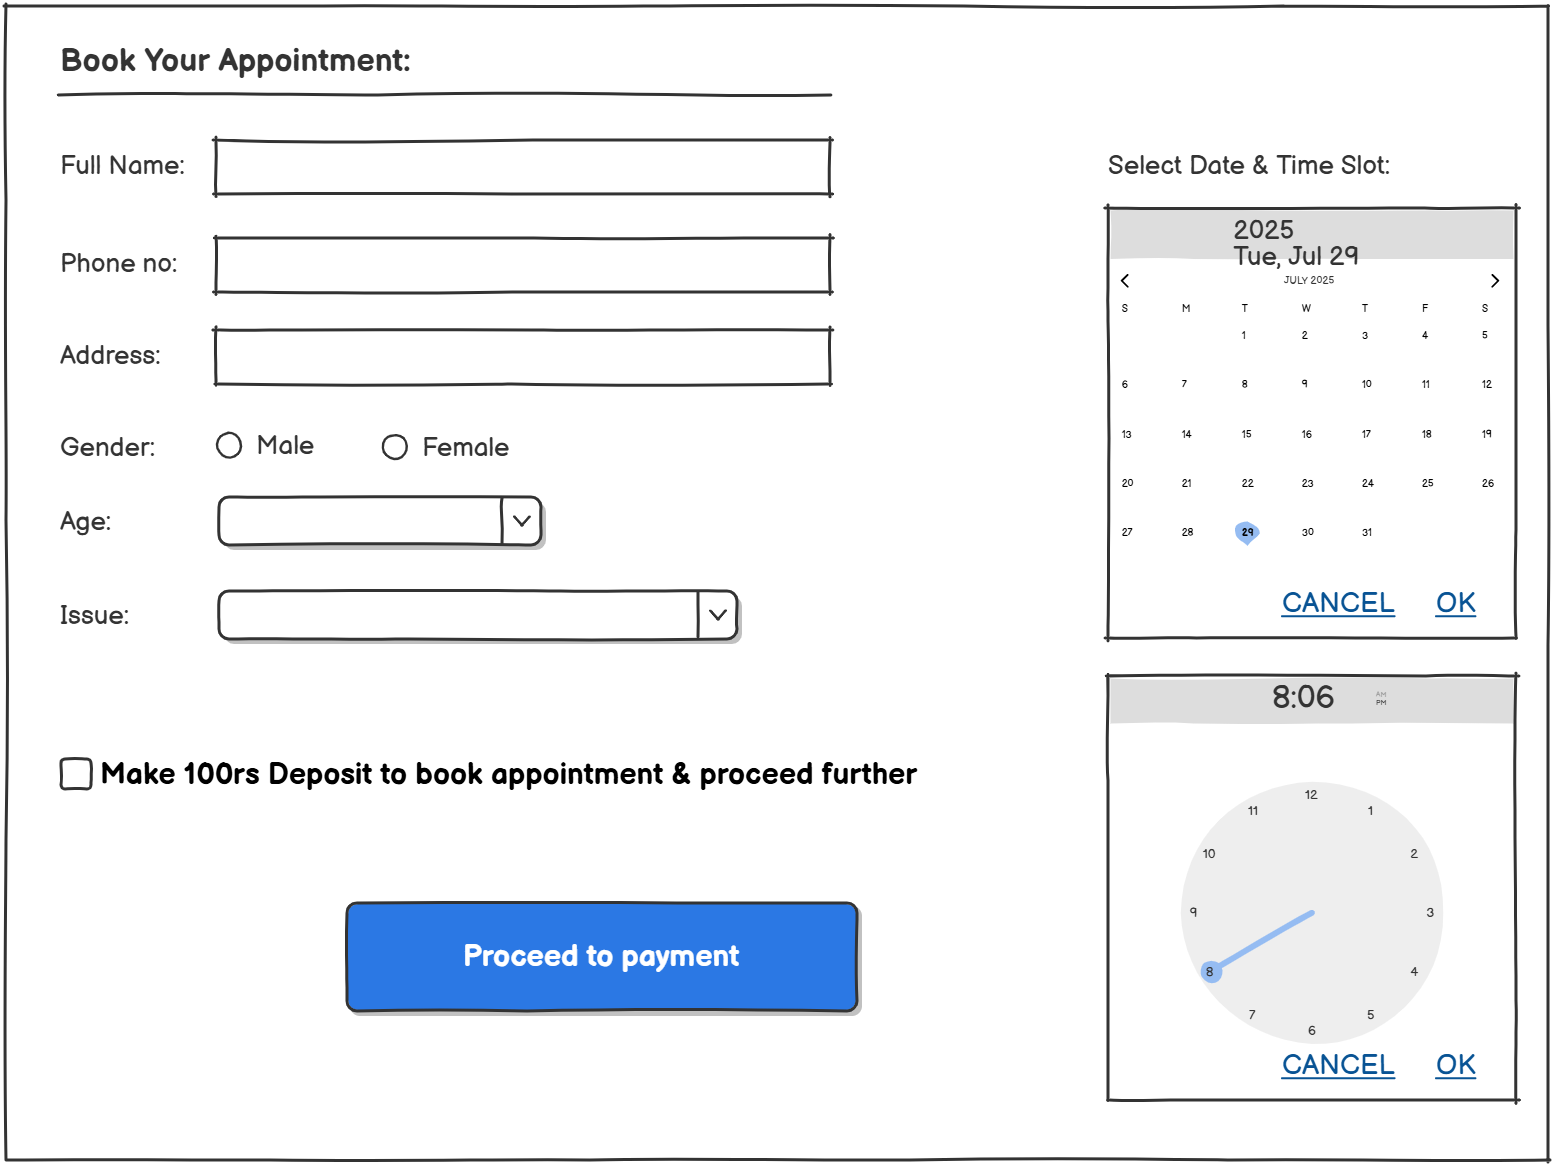 Book Your Appointment:
Full Name:
Phone no:
Address:
Gender: Male Female
Age:
Issue:
Make 100rs Deposit to book appointment & proceed further
Proceed to payment
Select Date & Time Slot:
2025
Tue, Jul 29
JULY 2025
S M T W T F S
1 2 3 4 5
6 7 8 9 10 11 12
13 14 15 16 17 18 19
20 21 22 23 24 25 26
27 28 29 30 31
CANCEL OK
8:06 AM
PM
12
11 1
10 2
9 3
8 4
7 5
6
CANCEL OK